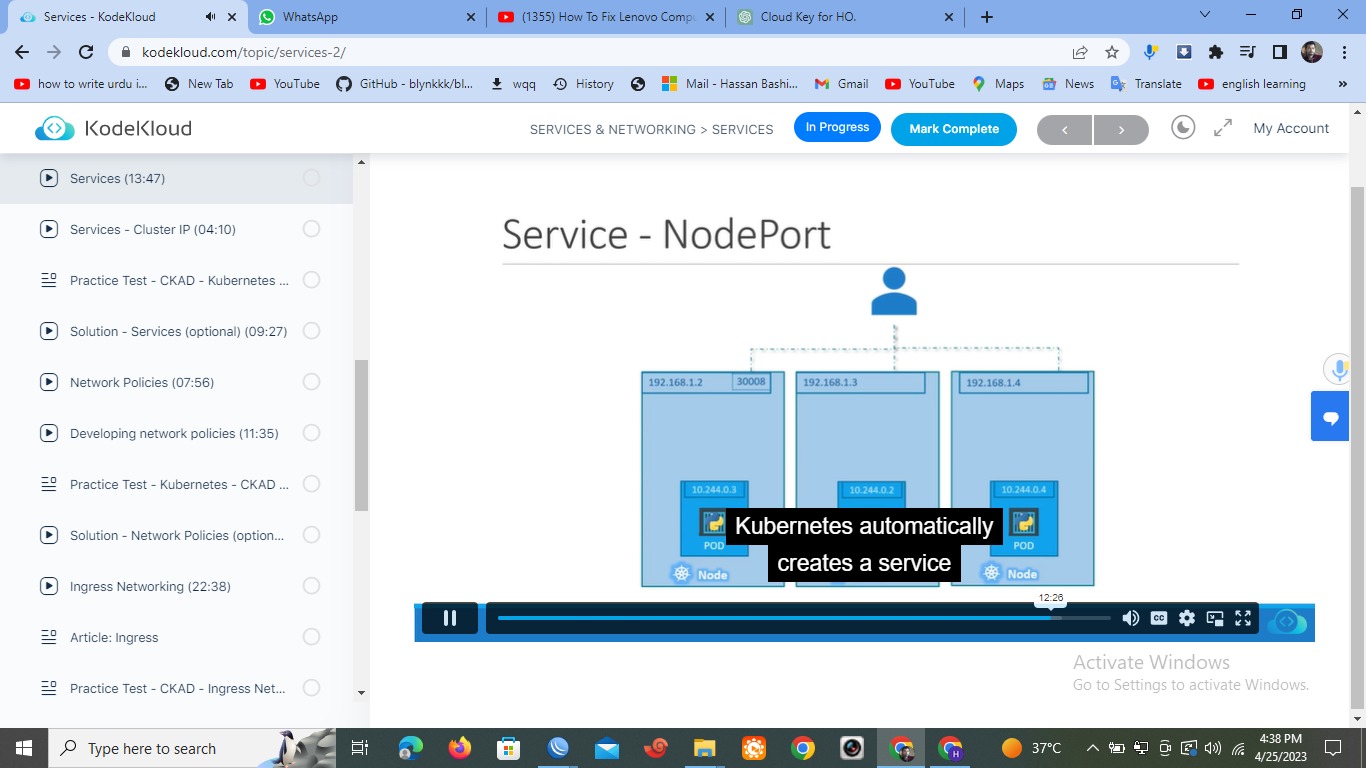 Services - KodeKloud
WhatsApp
(1355) How To Fix Lenovo Compu
Cloud Key for HO.
kodekloud.com/topic/services-2/
how to write urdu i...
New Tab
YouTube
GitHub - blynkkk/bl...
wqq
History
Mail - Hassan Bashi...
Gmail
YouTube
Maps
News
Translate
english learning
KodeKloud
SERVICES & NETWORKING > SERVICES
In Progress
Mark Complete
My Account
Services (13:47)
Services - Cluster IP (04:10)
Practice Test - CKAD - Kubernetes ...
Solution - Services (optional) (09:27)
Network Policies (07:56)
Developing network policies (11:35)
Practice Test - Kubernetes - CKAD ...
Solution - Network Policies (option...
Ingress Networking (22:38)
Article: Ingress
Practice Test - CKAD - Ingress Net...
Service - NodePort
192.168.1.2
30008
192.168.1.3
192.168.1.4
10.244.0.3
10.244.0.2
10.244.0.4
POD
POD
Kubernetes automatically
creates a service
Node
Node
12:26
CC
Activate Windows
Go to Settings to activate Windows.
Type here to search
37°C
4:38 PM
4/25/2023